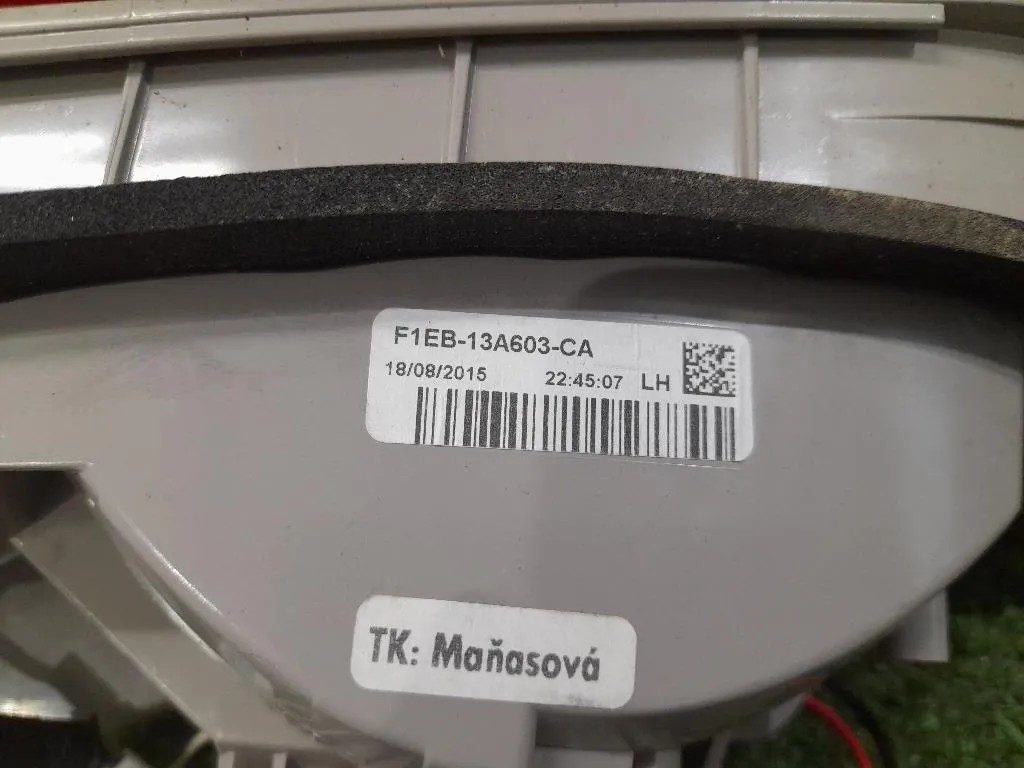 F1EB-13A603-CA
18/08/2015 22:45:07 LH
TK: Maňasová